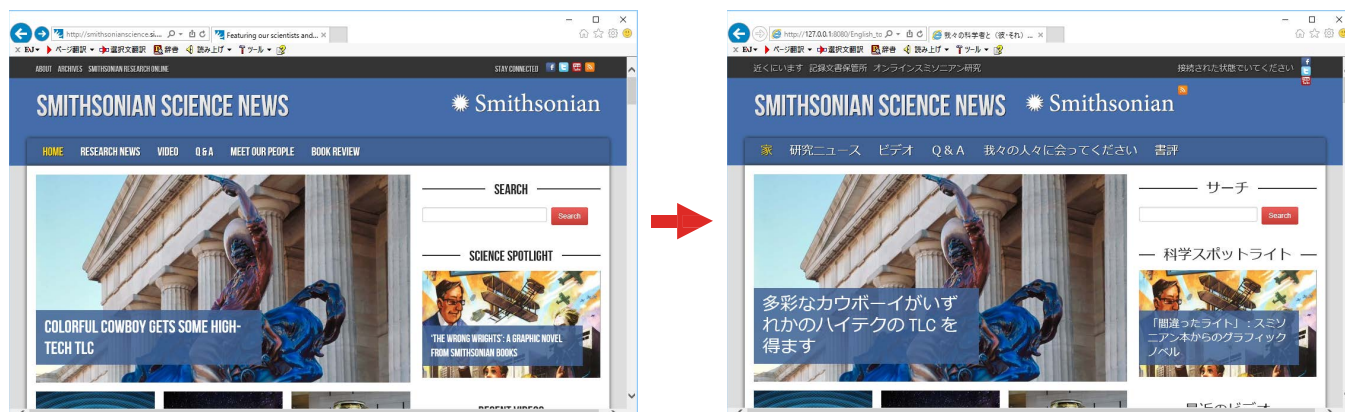 http://smithsonianscience.si...
Featuring our scientists and...
×
EJ
ページ翻訳
選択文翻訳
辞書
読み上げ
ツール
ABOUT ARCHIVES SMITHSONIAN RESEARCH ONLINE
STAY CONNECTED
SMITHSONIAN SCIENCE NEWS
Smithsonian
HOME RESEARCH NEWS VIDEO Q & A MEET OUR PEOPLE BOOK REVIEW
SEARCH
Search
SCIENCE SPOTLIGHT
COLORFUL COWBOY GETS SOME HIGH-
TECH TLC
'THE WRONG WRIGHTS': A GRAPHIC NOVEL
FROM SMITHSONIAN BOOKS
RECENT VIDEOS
http://127.0.0.1:8080/English_to
我々の科学者と（彼・それ）...
×
EJ
ページ翻訳
選択文翻訳
辞書
読み上げ
ツール
近くにいます 記録文書保管所 オンラインスミソニアン研究
接続された状態でいてください
SMITHSONIAN SCIENCE NEWS
Smithsonian
家 研究ニュース ビデオ Q & A 我々の人々に会ってください 書評
サーチ
Search
科学スポットライト
多彩なカウボーイがいず
れかのハイテクの TLC を
得ます
「間違ったライト」：スミソ
ニアン本からのグラフィック
ノベル
最近のビデオ